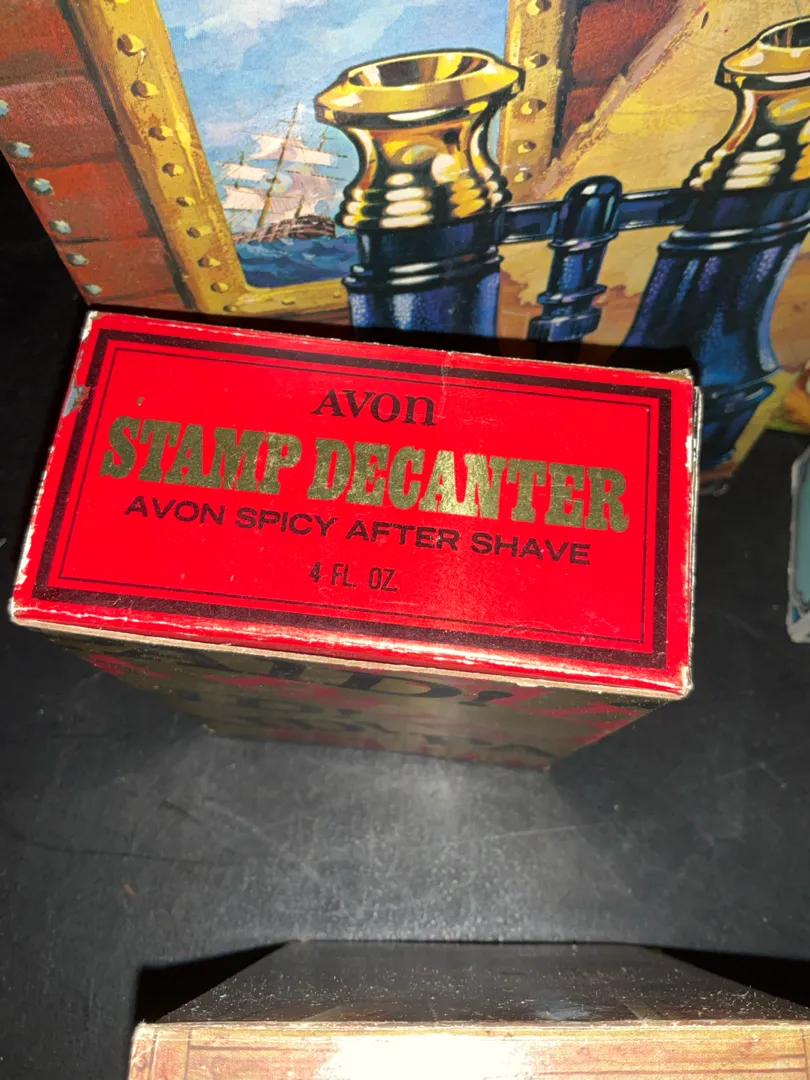 AVON
STAMP DECANTER
AVON SPICY AFTER SHAVE
4 FL. OZ.